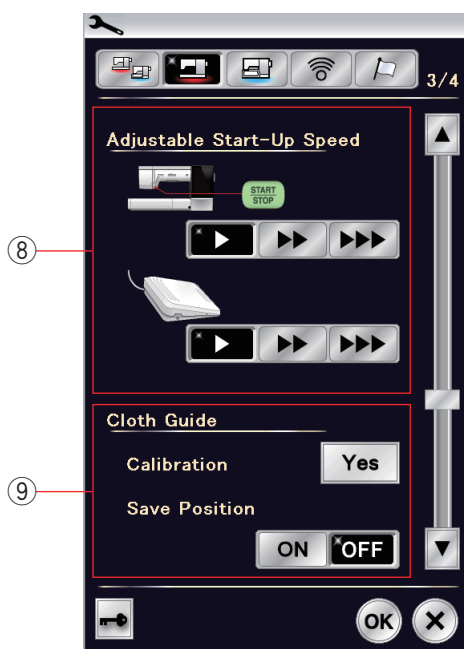 3/4
Adjustable Start-Up Speed
START
STOP
⑧
Cloth Guide
Calibration Yes
⑨
Save Position
ON OFF
OK